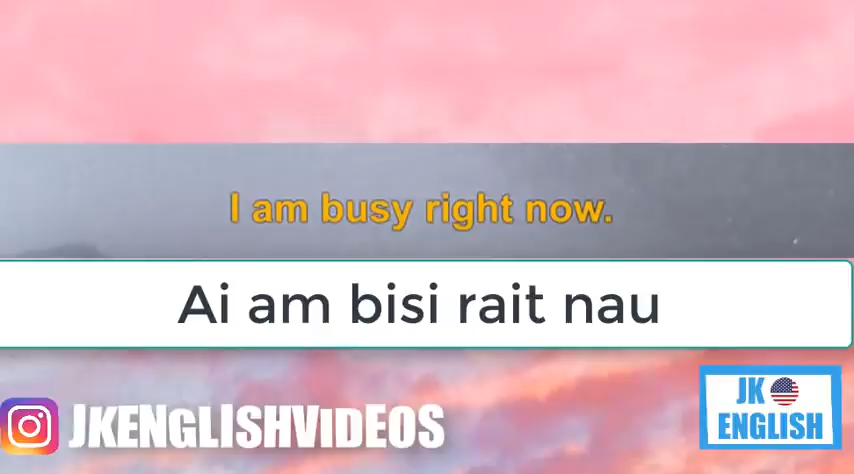 I am busy right now.
Ai am bisi rait nau
JKENGLISHViDEOS
JK
ENGLISH